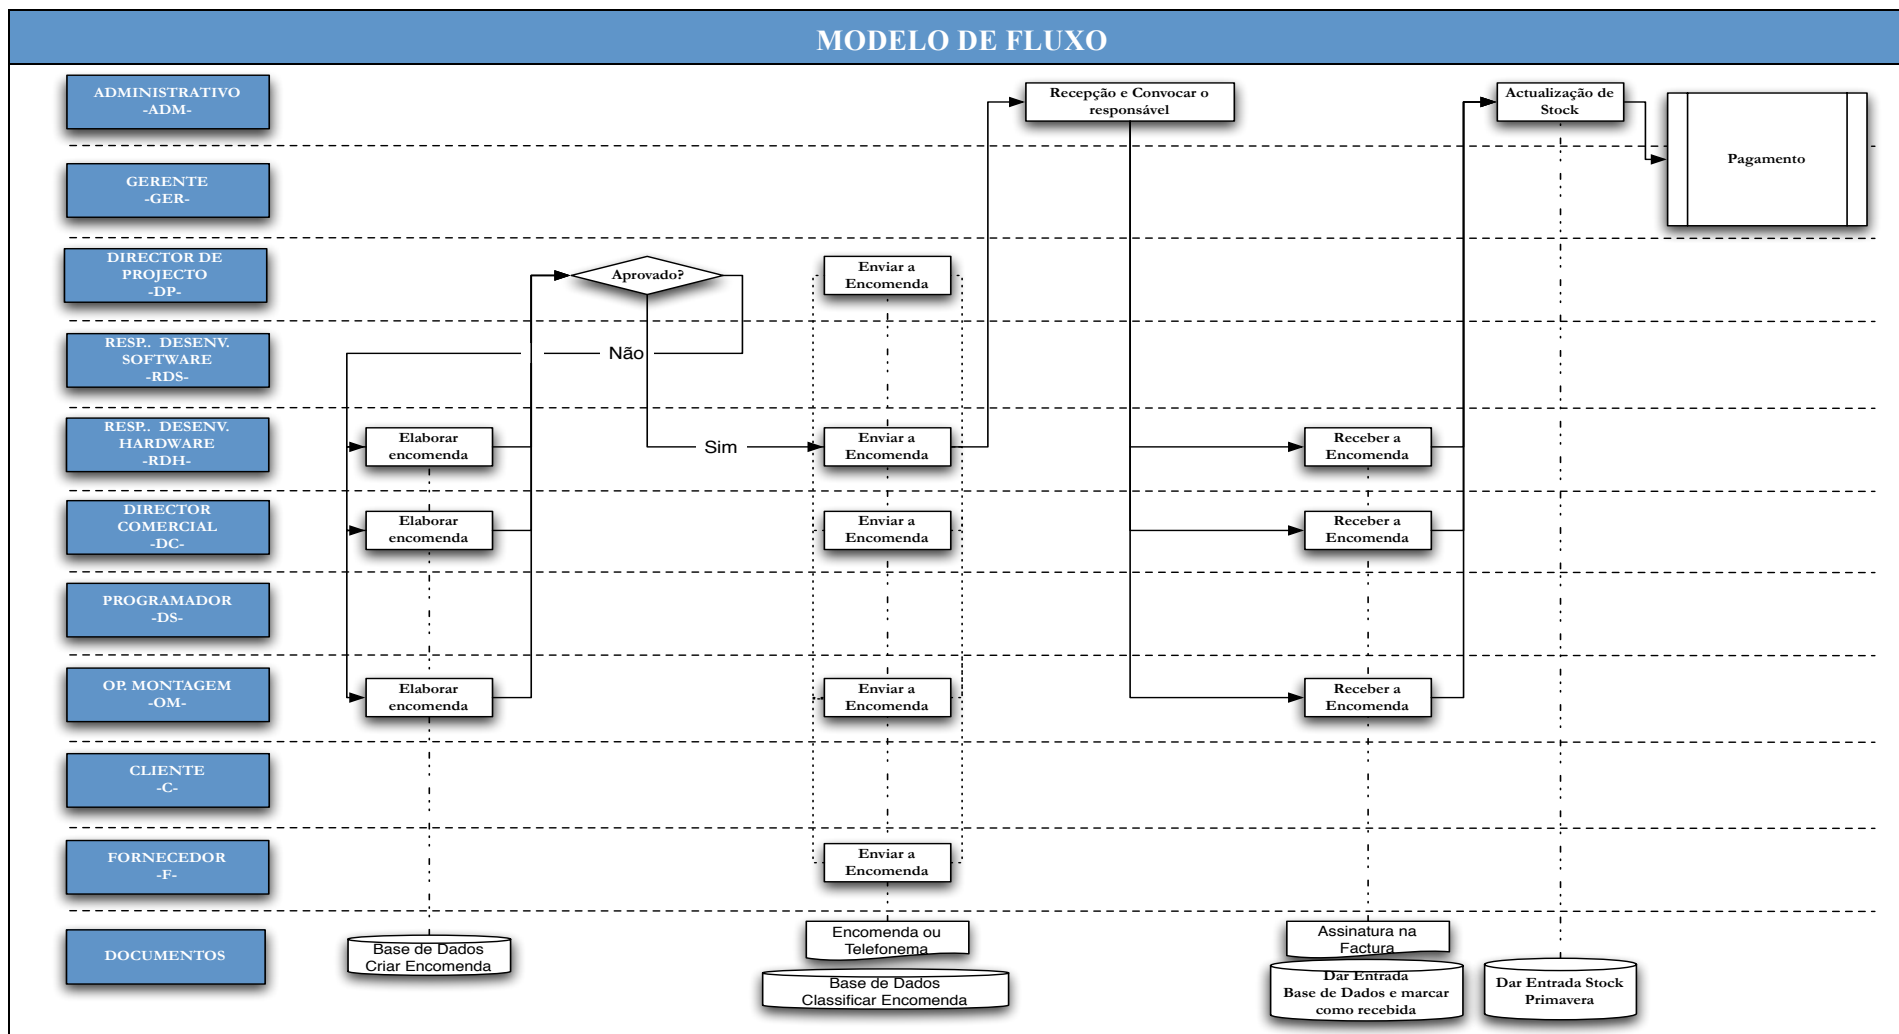 MODELO DE FLUXO
ADMINISTRATIVO
-ADM-
Recepção e Convocar o
responsável
Actualização de
Stock
Pagamento
GERENTE
-GER-
DIRECTOR DE
PROJECTO
-DP-
Aprovado?
Enviar a
Encomenda
RESP.. DESENV.
SOFTWARE
-RDS-
Não
RESP.. DESENV.
HARDWARE
-RDH-
Elaborar
encomenda
Sim
Enviar a
Encomenda
Receber a
Encomenda
DIRECTOR
COMERCIAL
-DC-
Elaborar
encomenda
Enviar a
Encomenda
Receber a
Encomenda
PROGRAMADOR
-DS-
OP. MONTAGEM
-OM-
Elaborar
encomenda
Enviar a
Encomenda
Receber a
Encomenda
CLIENTE
-C-
FORNECEDOR
-F-
Enviar a
Encomenda
DOCUMENTOS
Base de Dados
Criar Encomenda
Encomenda ou
Telefonema
Base de Dados
Classificar Encomenda
Assinatura na
Factura
Dar Entrada
Base de Dados e marcar
como recebida
Dar Entrada Stock
Primavera